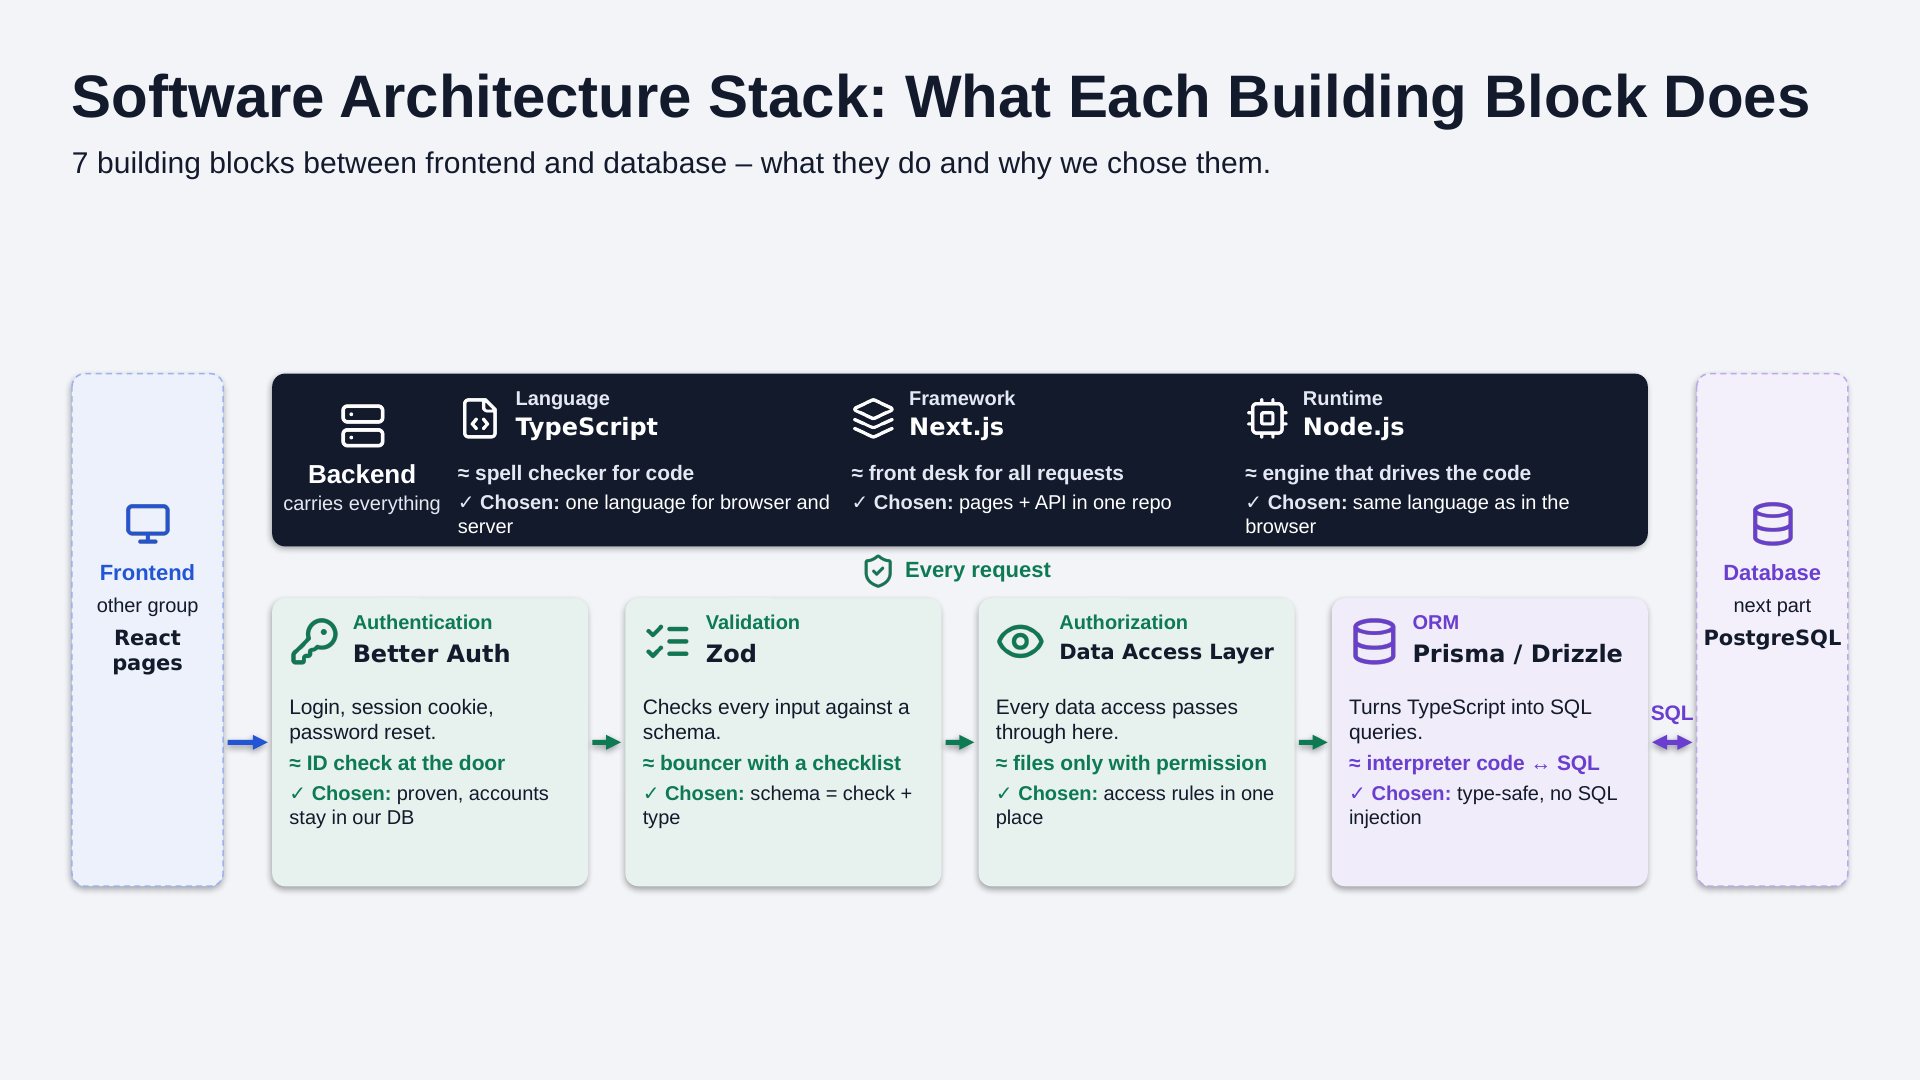 Software Architecture Stack: What Each Building Block Does
7 building blocks between frontend and database – what they do and why we chose them.
Frontend
other group
React
pages
Backend
carries everything
Language
TypeScript
≈ spell checker for code
✓ Chosen: one language for browser and
server
Framework
Next.js
≈ front desk for all requests
✓ Chosen: pages + API in one repo
Runtime
Node.js
≈ engine that drives the code
✓ Chosen: same language as in the
browser
Every request
Authentication
Better Auth
Login, session cookie,
password reset.
≈ ID check at the door
✓ Chosen: proven, accounts
stay in our DB
Validation
Zod
Checks every input against a
schema.
≈ bouncer with a checklist
✓ Chosen: schema = check +
type
Authorization
Data Access Layer
Every data access passes
through here.
≈ files only with permission
✓ Chosen: access rules in one
place
ORM
Prisma / Drizzle
Turns TypeScript into SQL
queries.
≈ interpreter code ↔ SQL
✓ Chosen: type-safe, no SQL
injection
SQL
Database
next part
PostgreSQL